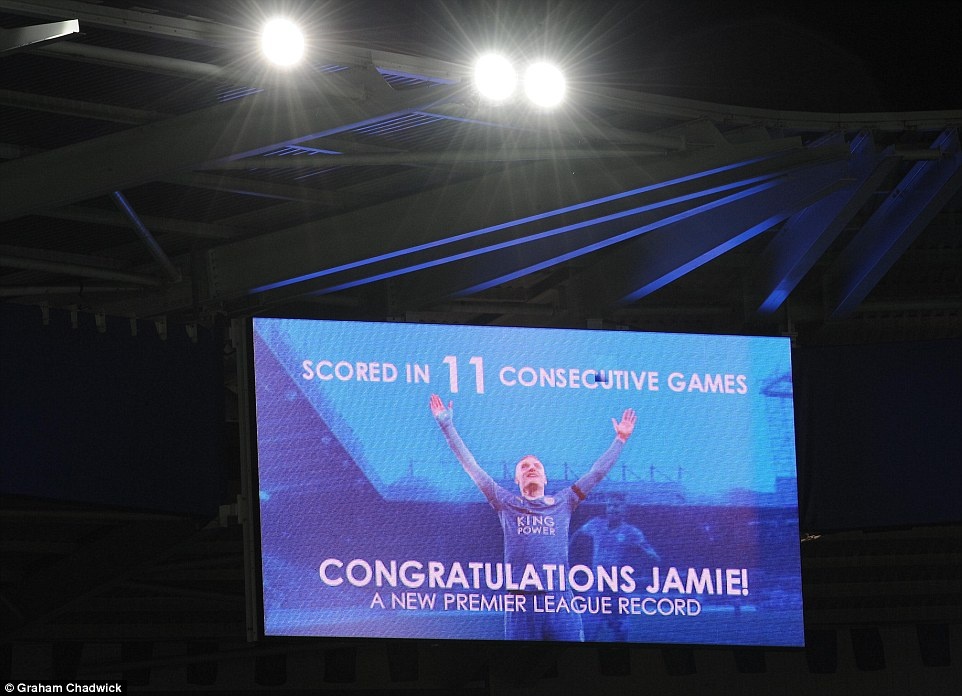 SCORED IN 11 CONSECUTIVE GAMES
KING
POWER
CONGRATULATIONS JAMIE!
A NEW PREMIER LEAGUE RECORD
© Graham Chadwick